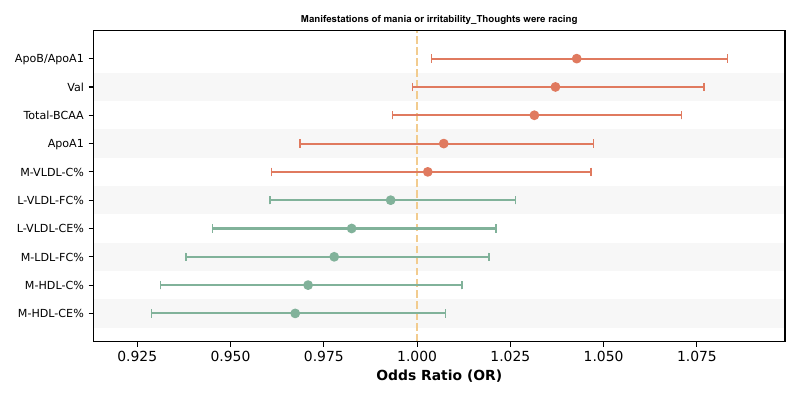 Manifestations of mania or irritability_Thoughts were racing
ApoB/ApoA1
Val
Total-BCAA
ApoA1
M-VLDL-C%
L-VLDL-FC%
L-VLDL-CE%
M-LDL-FC%
M-HDL-C%
M-HDL-CE%
0.925 0.950 0.975 1.000 1.025 1.050 1.075
Odds Ratio (OR)